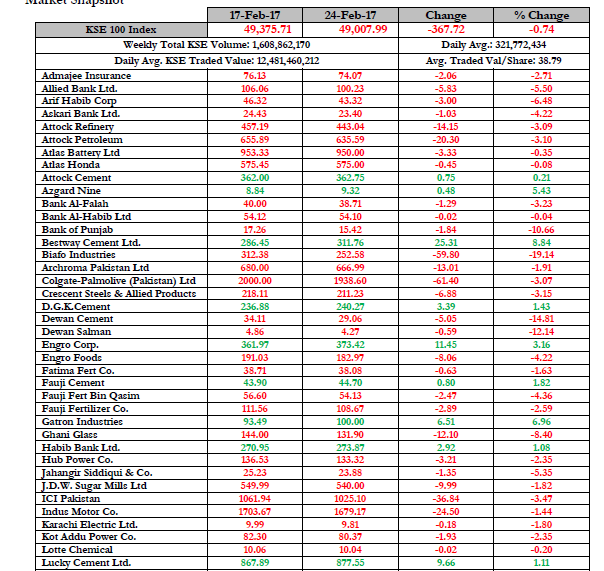 Market Snapshot
17-Feb-17 24-Feb-17 Change % Change
KSE 100 Index 49,375.71 49,007.99 -367.72 -0.74
Weekly Total KSE Volume: 1,608,862,170 Daily Avg.: 321,772,434
Daily Avg. KSE Traded Value: 12,481,460,212 Avg. Traded Val/Share: 38.79
Admajee Insurance 76.13 74.07 -2.06 -2.71
Allied Bank Ltd. 106.06 100.23 -5.83 -5.50
Arif Habib Corp 46.32 43.32 -3.00 -6.48
Askari Bank Ltd. 24.43 23.40 -1.03 -4.22
Attock Refinery 457.19 443.04 -14.15 -3.09
Attock Petroleum 655.89 635.59 -20.30 -3.10
Atlas Battery Ltd 953.33 950.00 -3.33 -0.35
Atlas Honda 575.45 575.00 -0.45 -0.08
Attock Cement 362.00 362.75 0.75 0.21
Azgard Nine 8.84 9.32 0.48 5.43
Bank Al-Falah 40.00 38.71 -1.29 -3.23
Bank Al-Habib Ltd 54.12 54.10 -0.02 -0.04
Bank of Punjab 17.26 15.42 -1.84 -10.66
Bestway Cement Ltd. 286.45 311.76 25.31 8.84
Biafo Industries 312.38 252.58 -59.80 -19.14
Archroma Pakistan Ltd 680.00 666.99 -13.01 -1.91
Colgate-Palmolive (Pakistan) Ltd 2000.00 1938.60 -61.40 -3.07
Crescent Steels & Allied Products 218.11 211.23 -6.88 -3.15
D.G.K.Cement 236.88 240.27 3.39 1.43
Dewan Cement 34.11 29.06 -5.05 -14.81
Dewan Salman 4.86 4.27 -0.59 -12.14
Engro Corp. 361.97 373.42 11.45 3.16
Engro Foods 191.03 182.97 -8.06 -4.22
Fatima Fert Co. 38.71 38.08 -0.63 -1.63
Fauji Cement 43.90 44.70 0.80 1.82
Fauji Fert Bin Qasim 56.60 54.13 -2.47 -4.36
Fauji Fertilizer Co. 111.56 108.67 -2.89 -2.59
Gatron Industries 93.49 100.00 6.51 6.96
Ghani Glass 144.00 131.90 -12.10 -8.40
Habib Bank Ltd. 270.95 273.87 2.92 1.08
Hub Power Co. 136.53 133.32 -3.21 -2.35
Jahangir Siddiqui & Co. 25.23 23.88 -1.35 -5.35
J.D.W. Sugar Mills Ltd 549.99 540.00 -9.99 -1.82
ICI Pakistan 1061.94 1025.10 -36.84 -3.47
Indus Motor Co. 1703.67 1679.17 -24.50 -1.44
Karachi Electric Ltd. 9.99 9.81 -0.18 -1.80
Kot Addu Power Co. 82.30 80.37 -1.93 -2.35
Lotte Chemical 10.06 10.04 -0.02 -0.20
Lucky Cement Ltd. 867.89 877.55 9.66 1.11